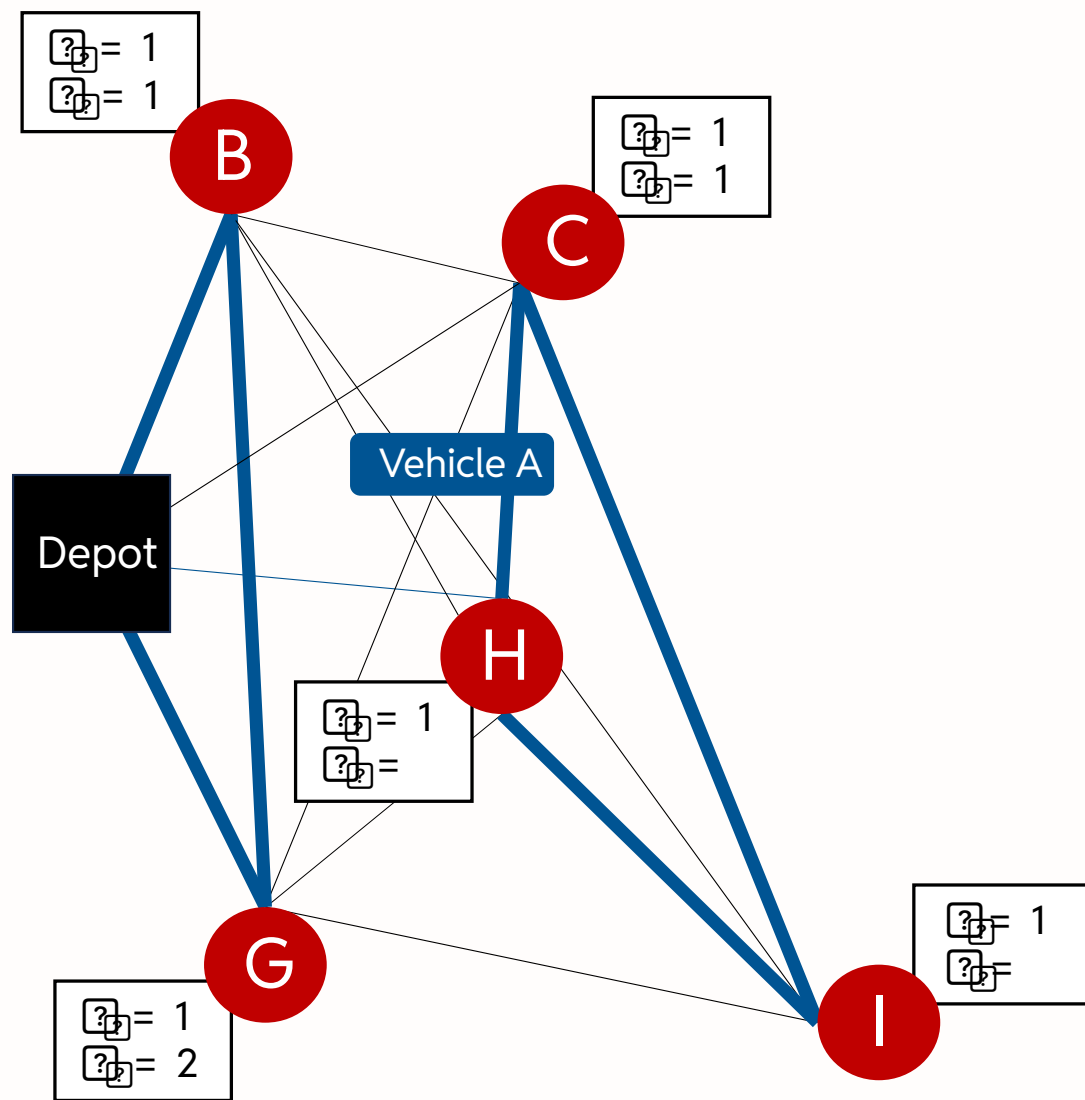 = 1
= 1
B
= 1
= 1
C
Vehicle A
Depot
H
= 1
=
G
= 1
= 2
= 1
=
I